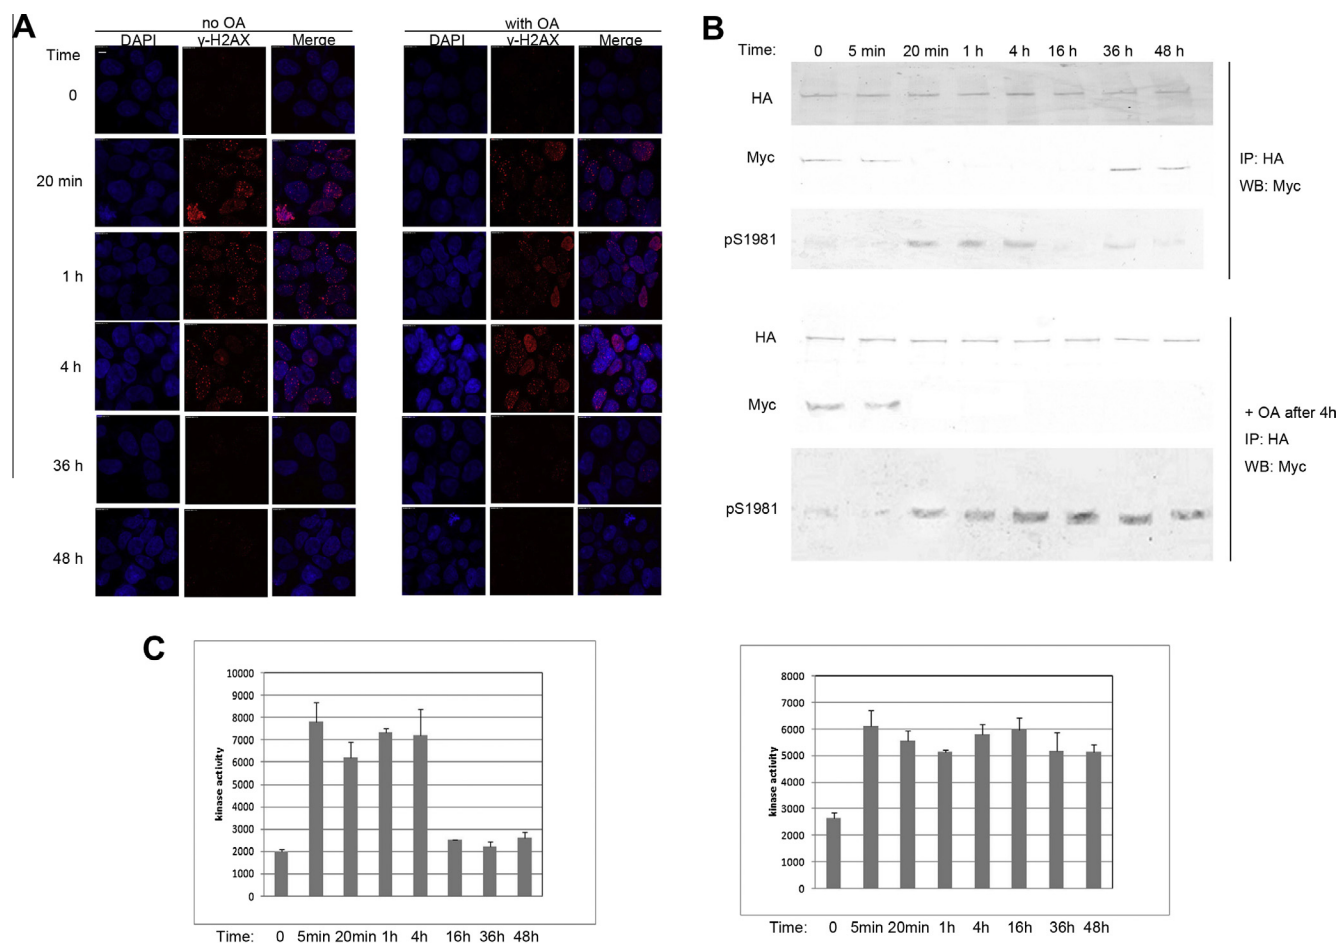 A
no OA
with OA
DAPI γ-H2AX Merge
DAPI γ-H2AX Merge
Time
0
20 min
1 h
4 h
36 h
48 h
B
Time: 0 5 min 20 min 1 h 4 h 16 h 36 h 48 h
HA
Myc
pS1981
IP: HA
WB: Myc
HA
Myc
pS1981
+ OA after 4h
IP: HA
WB: Myc
C
kinase activity
10000
9000
8000
7000
6000
5000
4000
3000
2000
1000
0
Time: 0 5min 20min 1h 4h 16h 36h 48h
kinase activity
8000
7000
6000
5000
4000
3000
2000
1000
0
Time: 0 5min 20min 1h 4h 16h 36h 48h